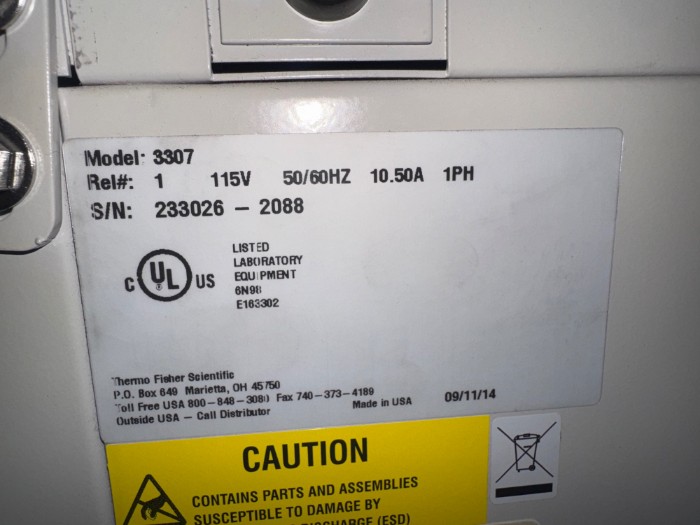 Model: 3307
Rel#: 1 115V 50/60HZ 10.50A 1PH
S/N: 233026 – 2088
C UL US
LISTED
LABORATORY
EQUIPMENT
6N98
E163302
Thermo Fisher Scientific
P.O. Box 649 Marietta, OH 45750
Toll Free USA 800–848–3080 Fax 740–373–4189
Outside USA – Call Distributor
Made in USA
09/11/14
CAUTION
CONTAINS PARTS AND ASSEMBLIES
SUSCEPTIBLE TO DAMAGE BY
DISCHARGE (ESD)